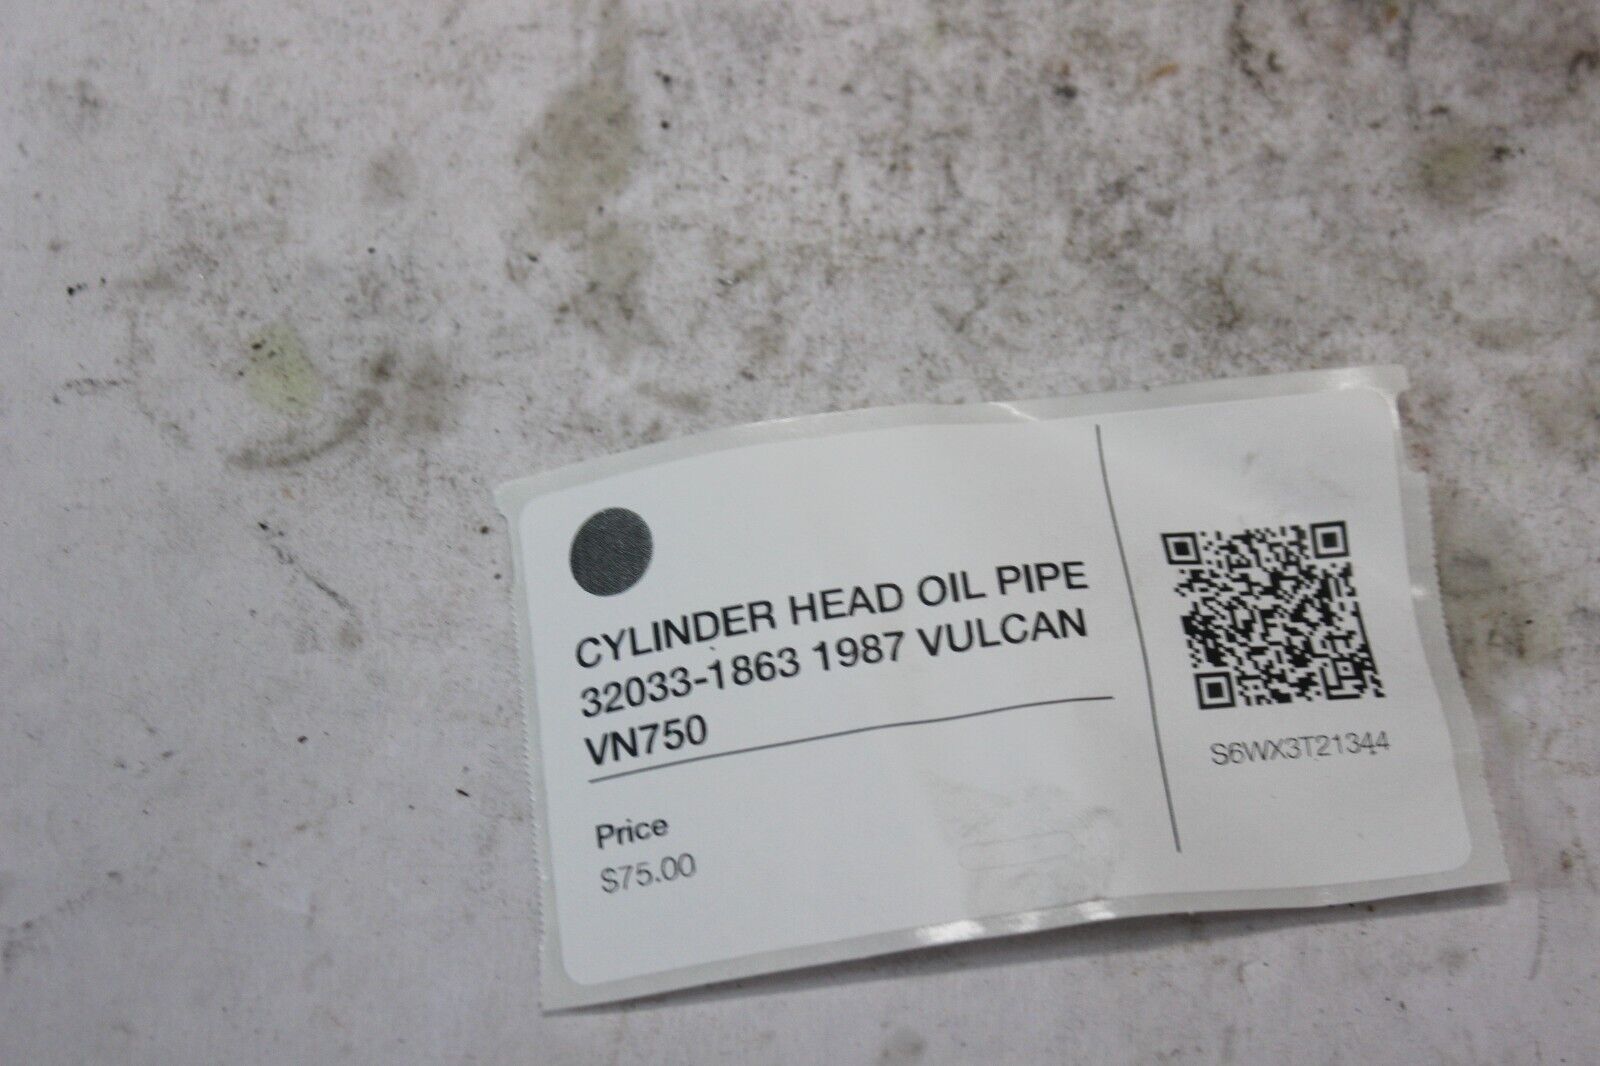 CYLINDER HEAD OIL PIPE
32033-1863 1987 VULCAN
VN750
Price
$75.00
S6WX3T21344